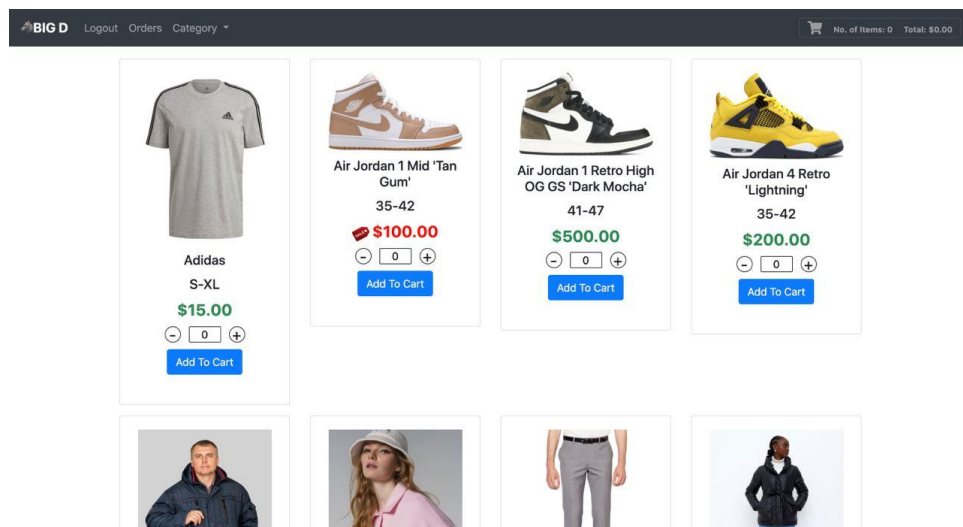 BIG D Logout Orders Category No. of Items: 0 Total: $0.00
Adidas
S-XL
$15.00
- 0 +
Add To Cart
Air Jordan 1 Mid 'Tan
Gum'
35-42
SALE $100.00
- 0 +
Add To Cart
Air Jordan 1 Retro High
OG GS 'Dark Mocha'
41-47
$500.00
- 0 +
Add To Cart
Air Jordan 4 Retro
'Lightning'
35-42
$200.00
- 0 +
Add To Cart